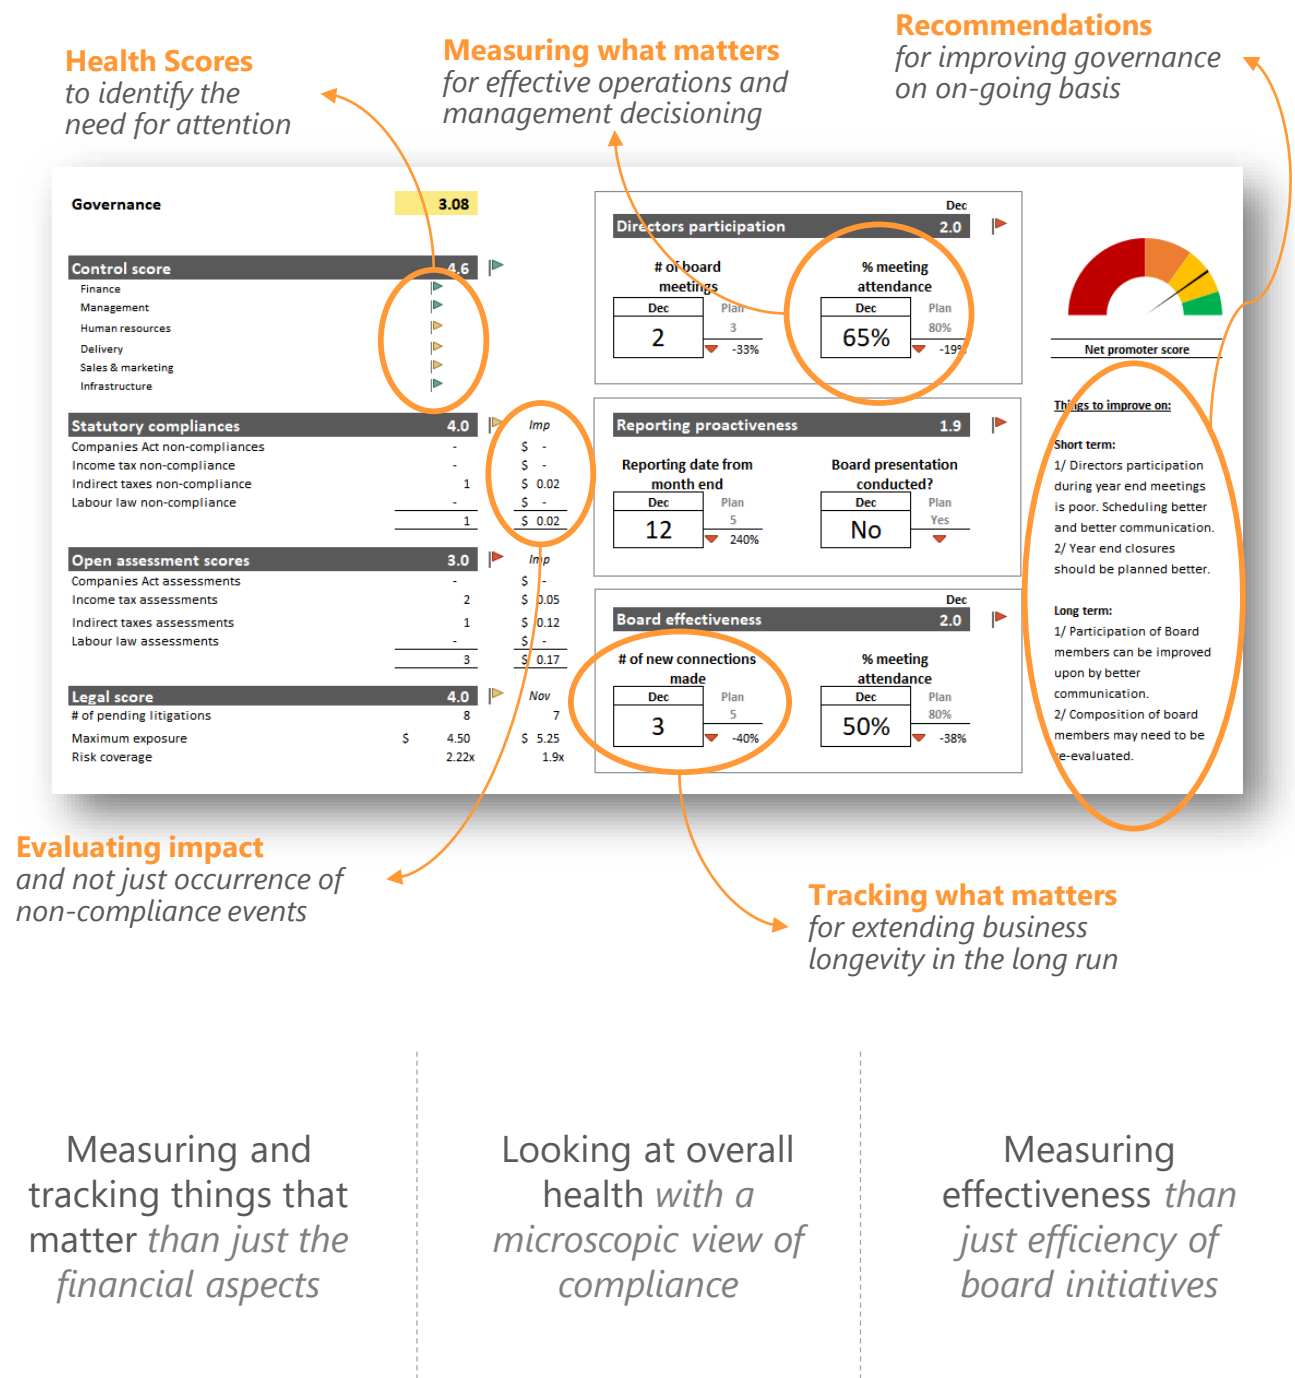 Health Scores
to identify the
need for attention
Measuring what matters
for effective operations and
management decisioning
Recommendations
for improving governance
on on-going basis
Governance 3.08
Control score 4.6
Finance
Management
Human resources
Delivery
Sales & marketing
Infrastructure
Statutory compliances 4.0 Imp
Companies Act non-compliances - $ -
Income tax non-compliance - $ -
Indirect taxes non-compliance 1 $ 0.02
Labour law non-compliance - $ -
1 $ 0.02
Open assessment scores 3.0 Imp
Companies Act assessments - $ -
Income tax assessments 2 $ 0.05
Indirect taxes assessments 1 $ 0.12
Labour law assessments - $ -
3 $ 0.17
Legal score 4.0 Nov
# of pending litigations 8 7
Maximum exposure $ 4.50 $ 5.25
Risk coverage 2.22x 1.9x
Dec
Directors participation 2.0
# of board
meetings
Dec Plan
2 3
-33%
% meeting
attendance
Dec Plan
65% 80%
-19%
Reporting proactiveness 1.9
Reporting date from
month end
Dec Plan
12 5
240%
Board presentation
conducted?
Dec Plan
No Yes
Dec
Board effectiveness 2.0
# of new connections
made
Dec Plan
3 5
-40%
% meeting
attendance
Dec Plan
50% 80%
-38%
Net promoter score
Things to improve on:
Short term:
1/ Directors participation
during year end meetings
is poor. Scheduling better
and better communication.
2/ Year end closures
should be planned better.
Long term:
1/ Participation of Board
members can be improved
upon by better
communication.
2/ Composition of board
members may need to be
re-evaluated.
Evaluating impact
and not just occurrence of
non-compliance events
Tracking what matters
for extending business
longevity in the long run
Measuring and
tracking things that
matter than just the
financial aspects
Looking at overall
health with a
microscopic view of
compliance
Measuring
effectiveness than
just efficiency of
board initiatives